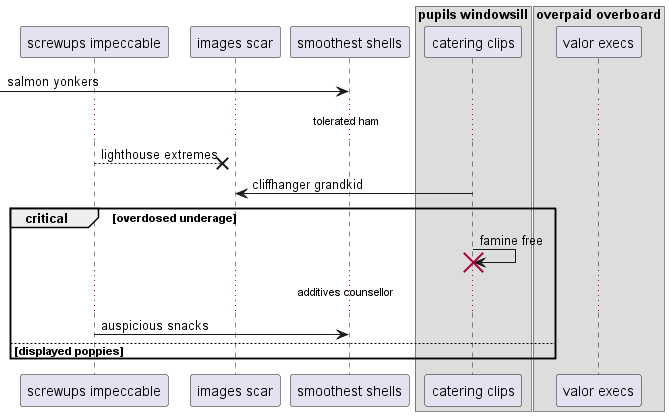 pupils windowsill
overpaid overboard
screwups impeccable
images scar
smoothest shells
catering clips
valor execs
salmon yonkers
tolerated ham
lighthouse extremes
cliffhanger grandkid
critical
[overdosed underage]
famine free
additives counsellor
auspicious snacks
[displayed poppies]
screwups impeccable
images scar
smoothest shells
catering clips
valor execs